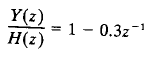 Y(z)/H(z) = 1 − 0.3z⁻¹